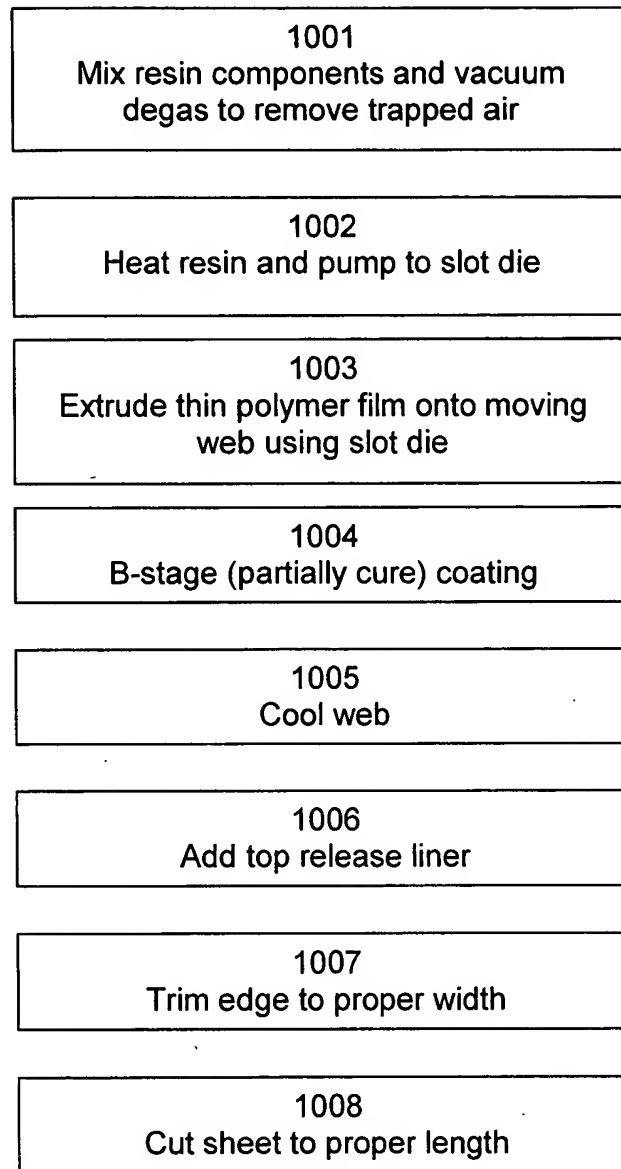 1001
Mix resin components and vacuum
degas to remove trapped air
1002
Heat resin and pump to slot die
1003
Extrude thin polymer film onto moving
web using slot die
1004
B-stage (partially cure) coating
1005
Cool web
1006
Add top release liner
1007
Trim edge to proper width
1008
Cut sheet to proper length